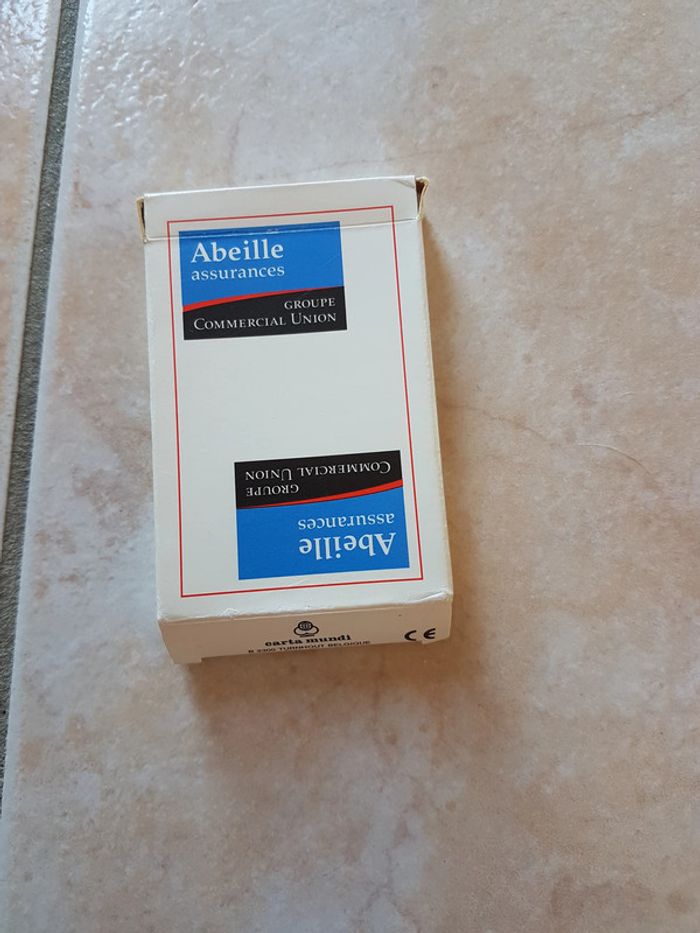 Abeille
assurances
GROUPE
COMMERCIAL UNION
Abeille
assurances
GROUPE
COMMERCIAL UNION
carta mundi
B 2300 TURNHOUT BELGIQUE
CE